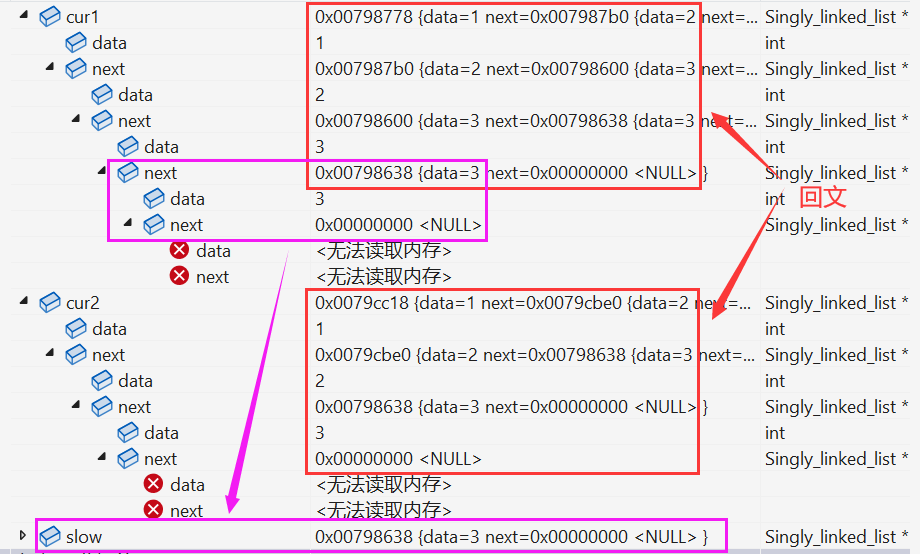 cur1 0x00798778 {data=1 next=0x007987b0 {data=2 next=... Singly_linked_list *
data 1 int
next 0x007987b0 {data=2 next=0x00798600 {data=3 next=... Singly_linked_list *
data 2 int
next 0x00798600 {data=3 next=0x00798638 {data=3 next=... Singly_linked_list *
data 3 int
next 0x00798638 {data=3 next=0x00000000 <NULL> } Singly_linked_list *
data 3 int
回文
next 0x00000000 <NULL> Singly_linked_list *
data <无法读取内存>
next <无法读取内存>
cur2 0x0079cc18 {data=1 next=0x0079cbe0 {data=2 next=... Singly_linked_list *
data 1 int
next 0x0079cbe0 {data=2 next=0x00798638 {data=3 next=... Singly_linked_list *
data 2 int
next 0x00798638 {data=3 next=0x00000000 <NULL> } Singly_linked_list *
data 3 int
next 0x00000000 <NULL> Singly_linked_list *
data <无法读取内存>
next <无法读取内存>
slow 0x00798638 {data=3 next=0x00000000 <NULL> } Singly_linked_list *